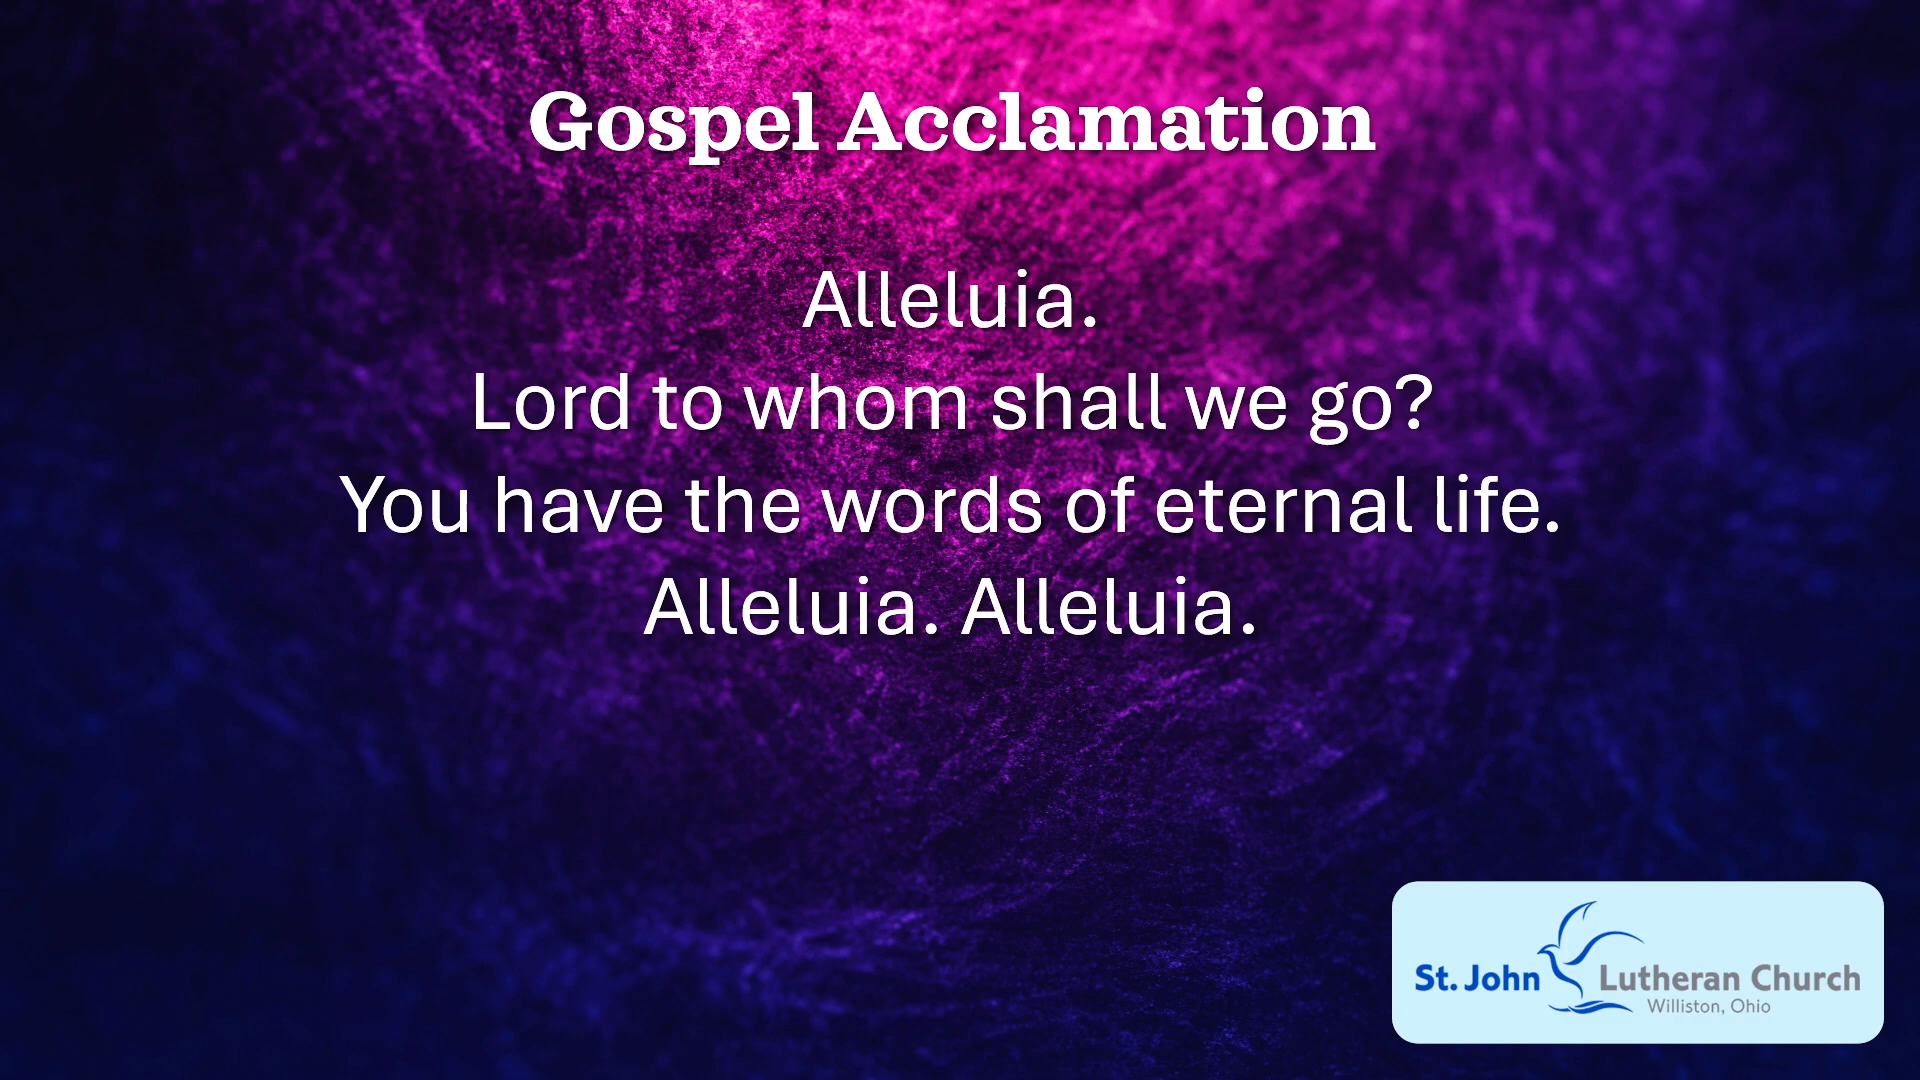 Gospel Acclamation
Alleluia.
Lord to whom shall we go?
You have the words of eternal life.
Alleluia. Alleluia.
St. John Lutheran Church
Williston, Ohio